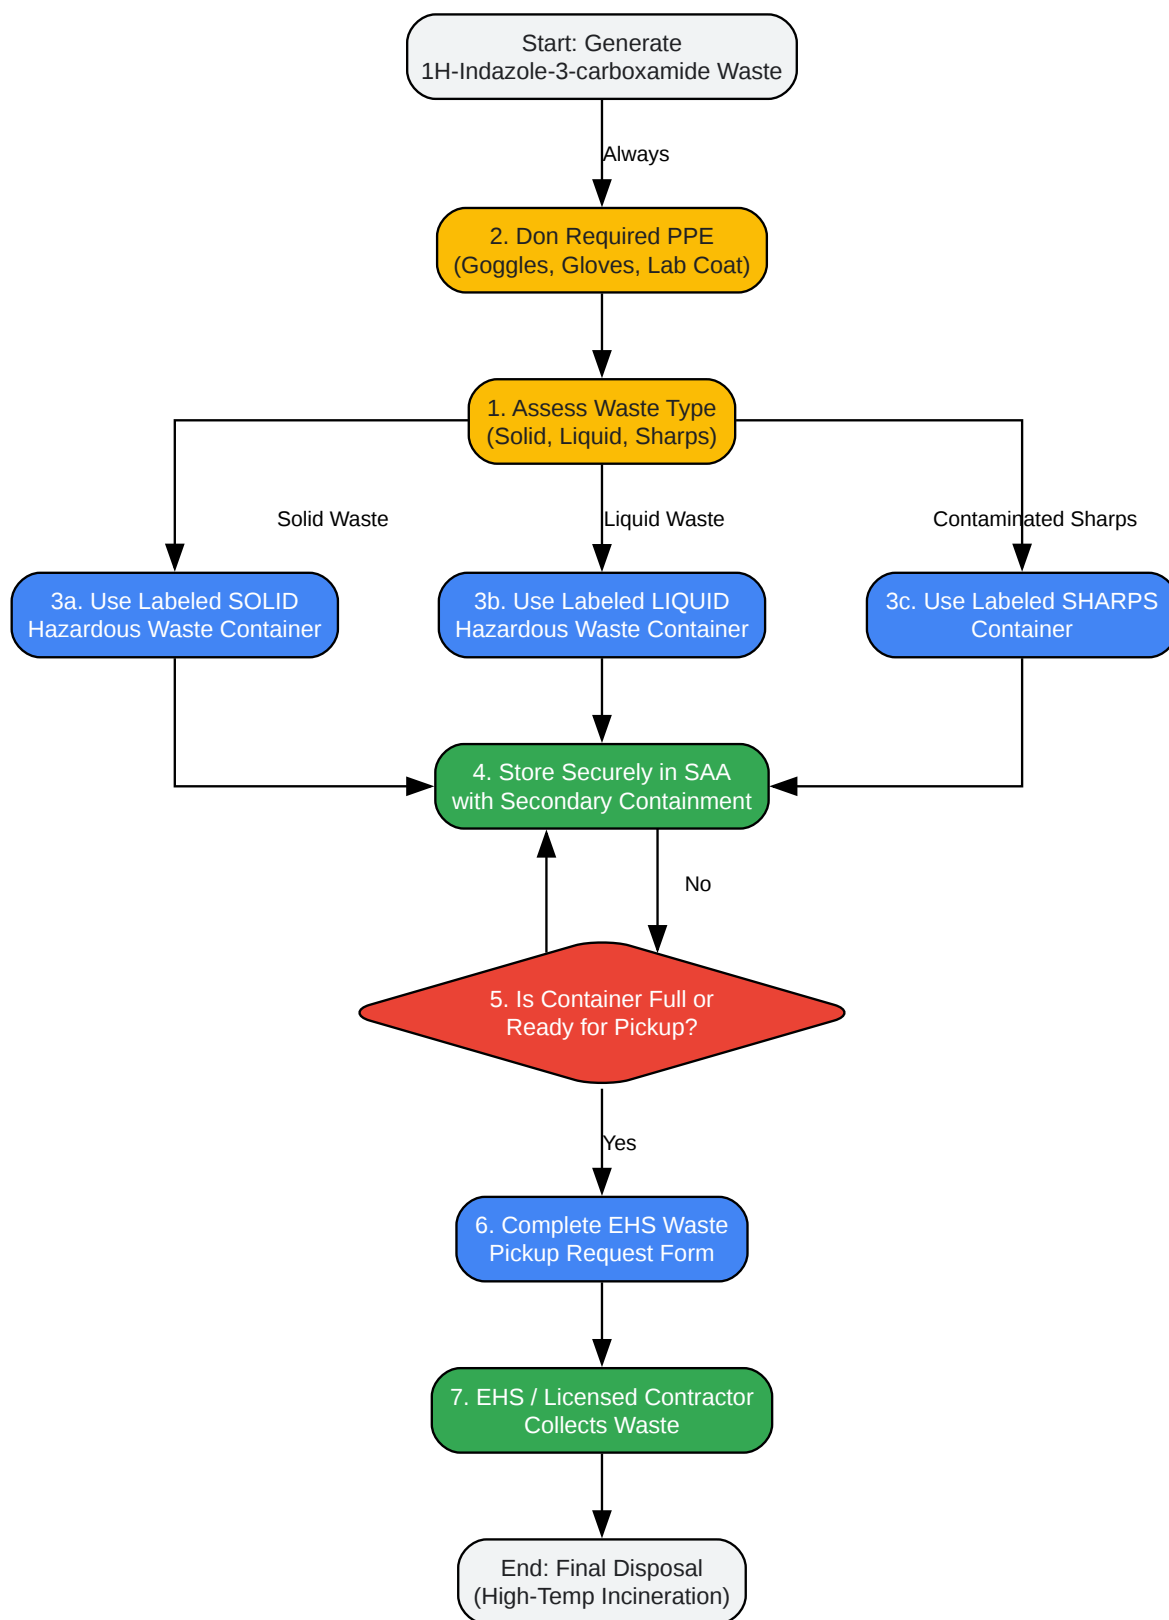 Start: Generate
1H-Indazole-3-carboxamide Waste
Always
2. Don Required PPE
(Goggles, Gloves, Lab Coat)
1. Assess Waste Type
(Solid, Liquid, Sharps)
Solid Waste
Liquid Waste
Contaminated Sharps
3a. Use Labeled SOLID
Hazardous Waste Container
3b. Use Labeled LIQUID
Hazardous Waste Container
3c. Use Labeled SHARPS
Container
4. Store Securely in SAA
with Secondary Containment
No
5. Is Container Full or
Ready for Pickup?
Yes
6. Complete EHS Waste
Pickup Request Form
7. EHS / Licensed Contractor
Collects Waste
End: Final Disposal
(High-Temp Incineration)